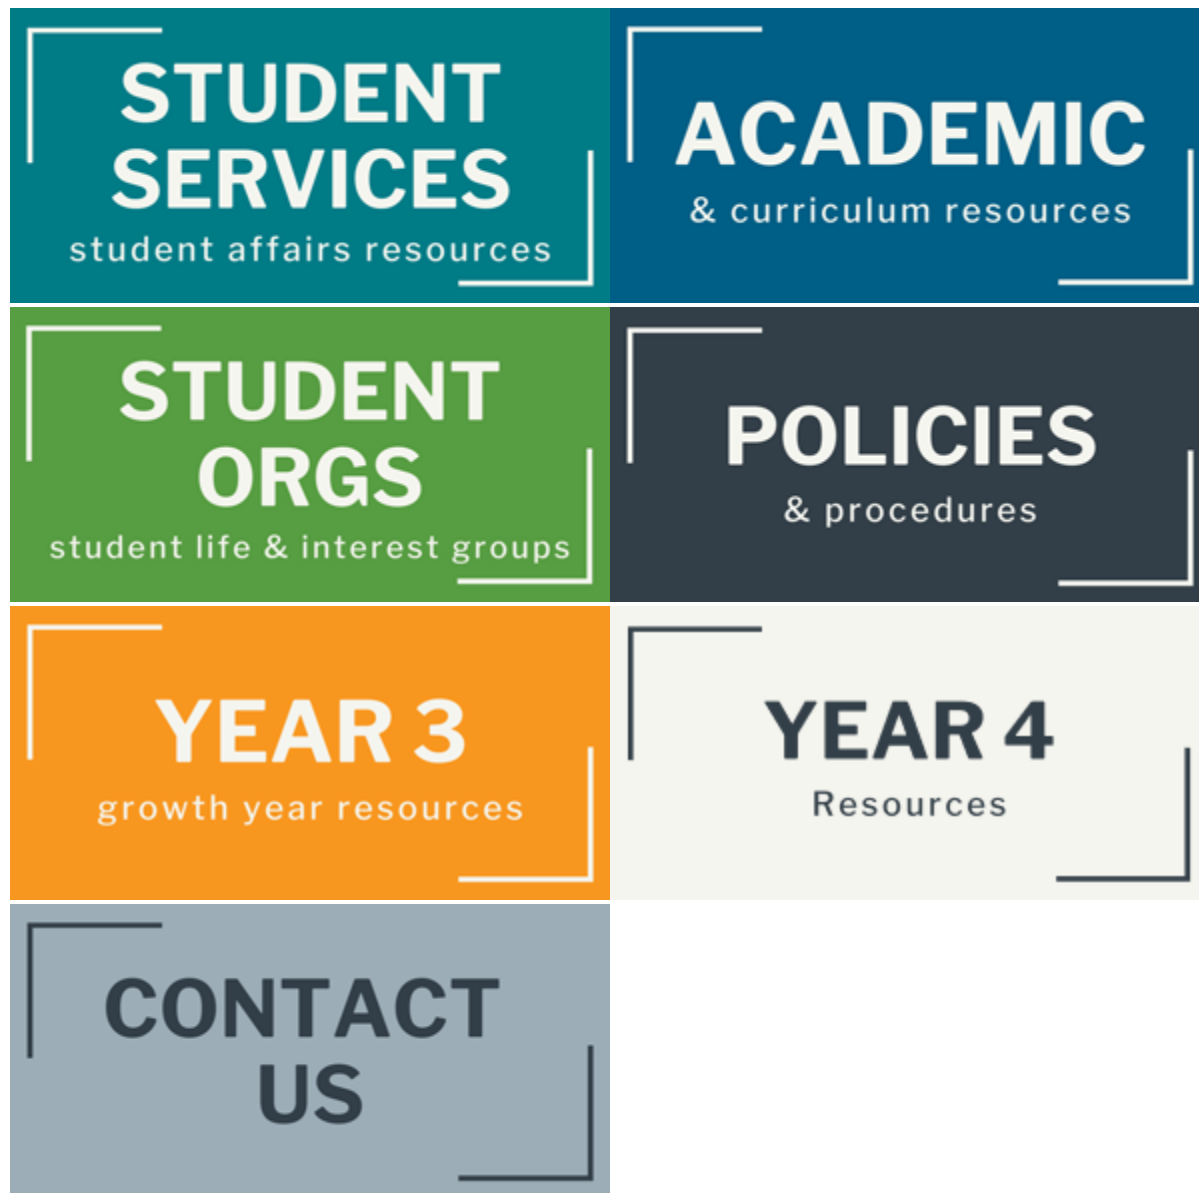 STUDENT
SERVICES
student affairs resources
ACADEMIC
& curriculum resources
STUDENT
ORGS
student life & interest groups
POLICIES
& procedures
YEAR 3
growth year resources
YEAR 4
Resources
CONTACT
US